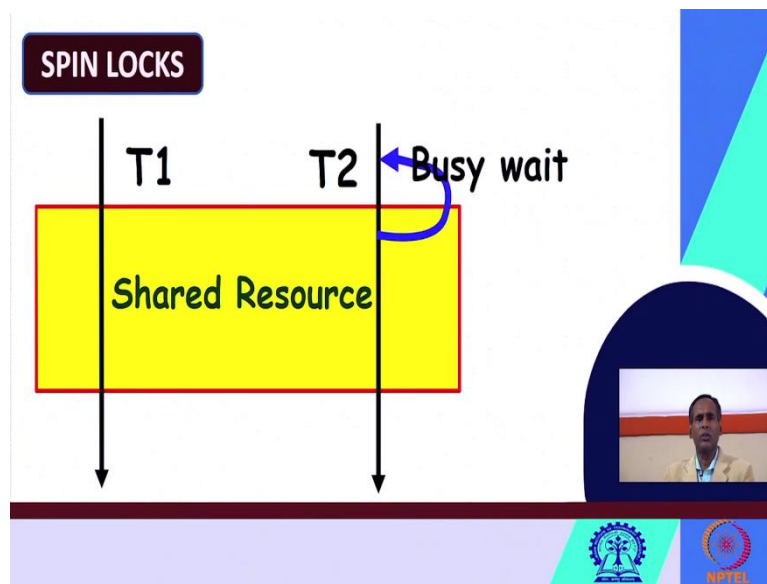 SPIN LOCKS
T1
T2
Busy wait
Shared Resource
NPTEL